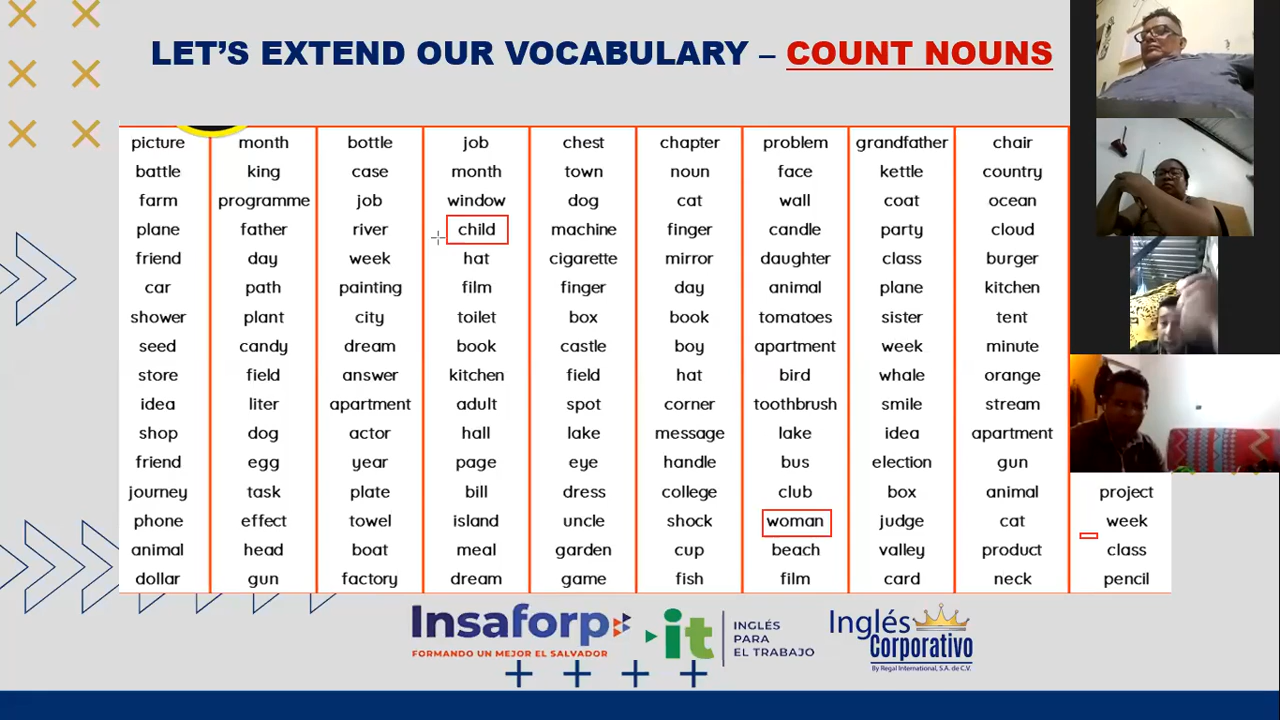 LET'S EXTEND OUR VOCABULARY – COUNT NOUNS
picture month bottle job chest chapter problem grandfather chair
battle king case month town noun face kettle country
farm programme job window dog cat wall coat ocean
plane father river child machine finger candle party cloud
friend day week hat cigarette mirror daughter class burger
car path painting film finger day animal plane kitchen
shower plant city toilet box book tomatoes sister tent
seed candy dream book castle boy apartment week minute
store field answer kitchen field hat bird whale orange
idea liter apartment adult spot corner toothbrush smile stream
shop dog actor hall lake message lake idea apartment
friend egg year page eye handle bus election gun
journey task plate bill dress college club box animal project
phone effect towel island uncle shock woman judge cat week
animal head boat meal garden cup beach valley product class
dollar gun factory dream game fish film card neck pencil
Insaforp
FORMANDO UN MEJOR EL SALVADOR
it
INGLÉS
PARA
EL TRABAJO
Inglés
Corporativo
By Regal International, S.A. de C.V.